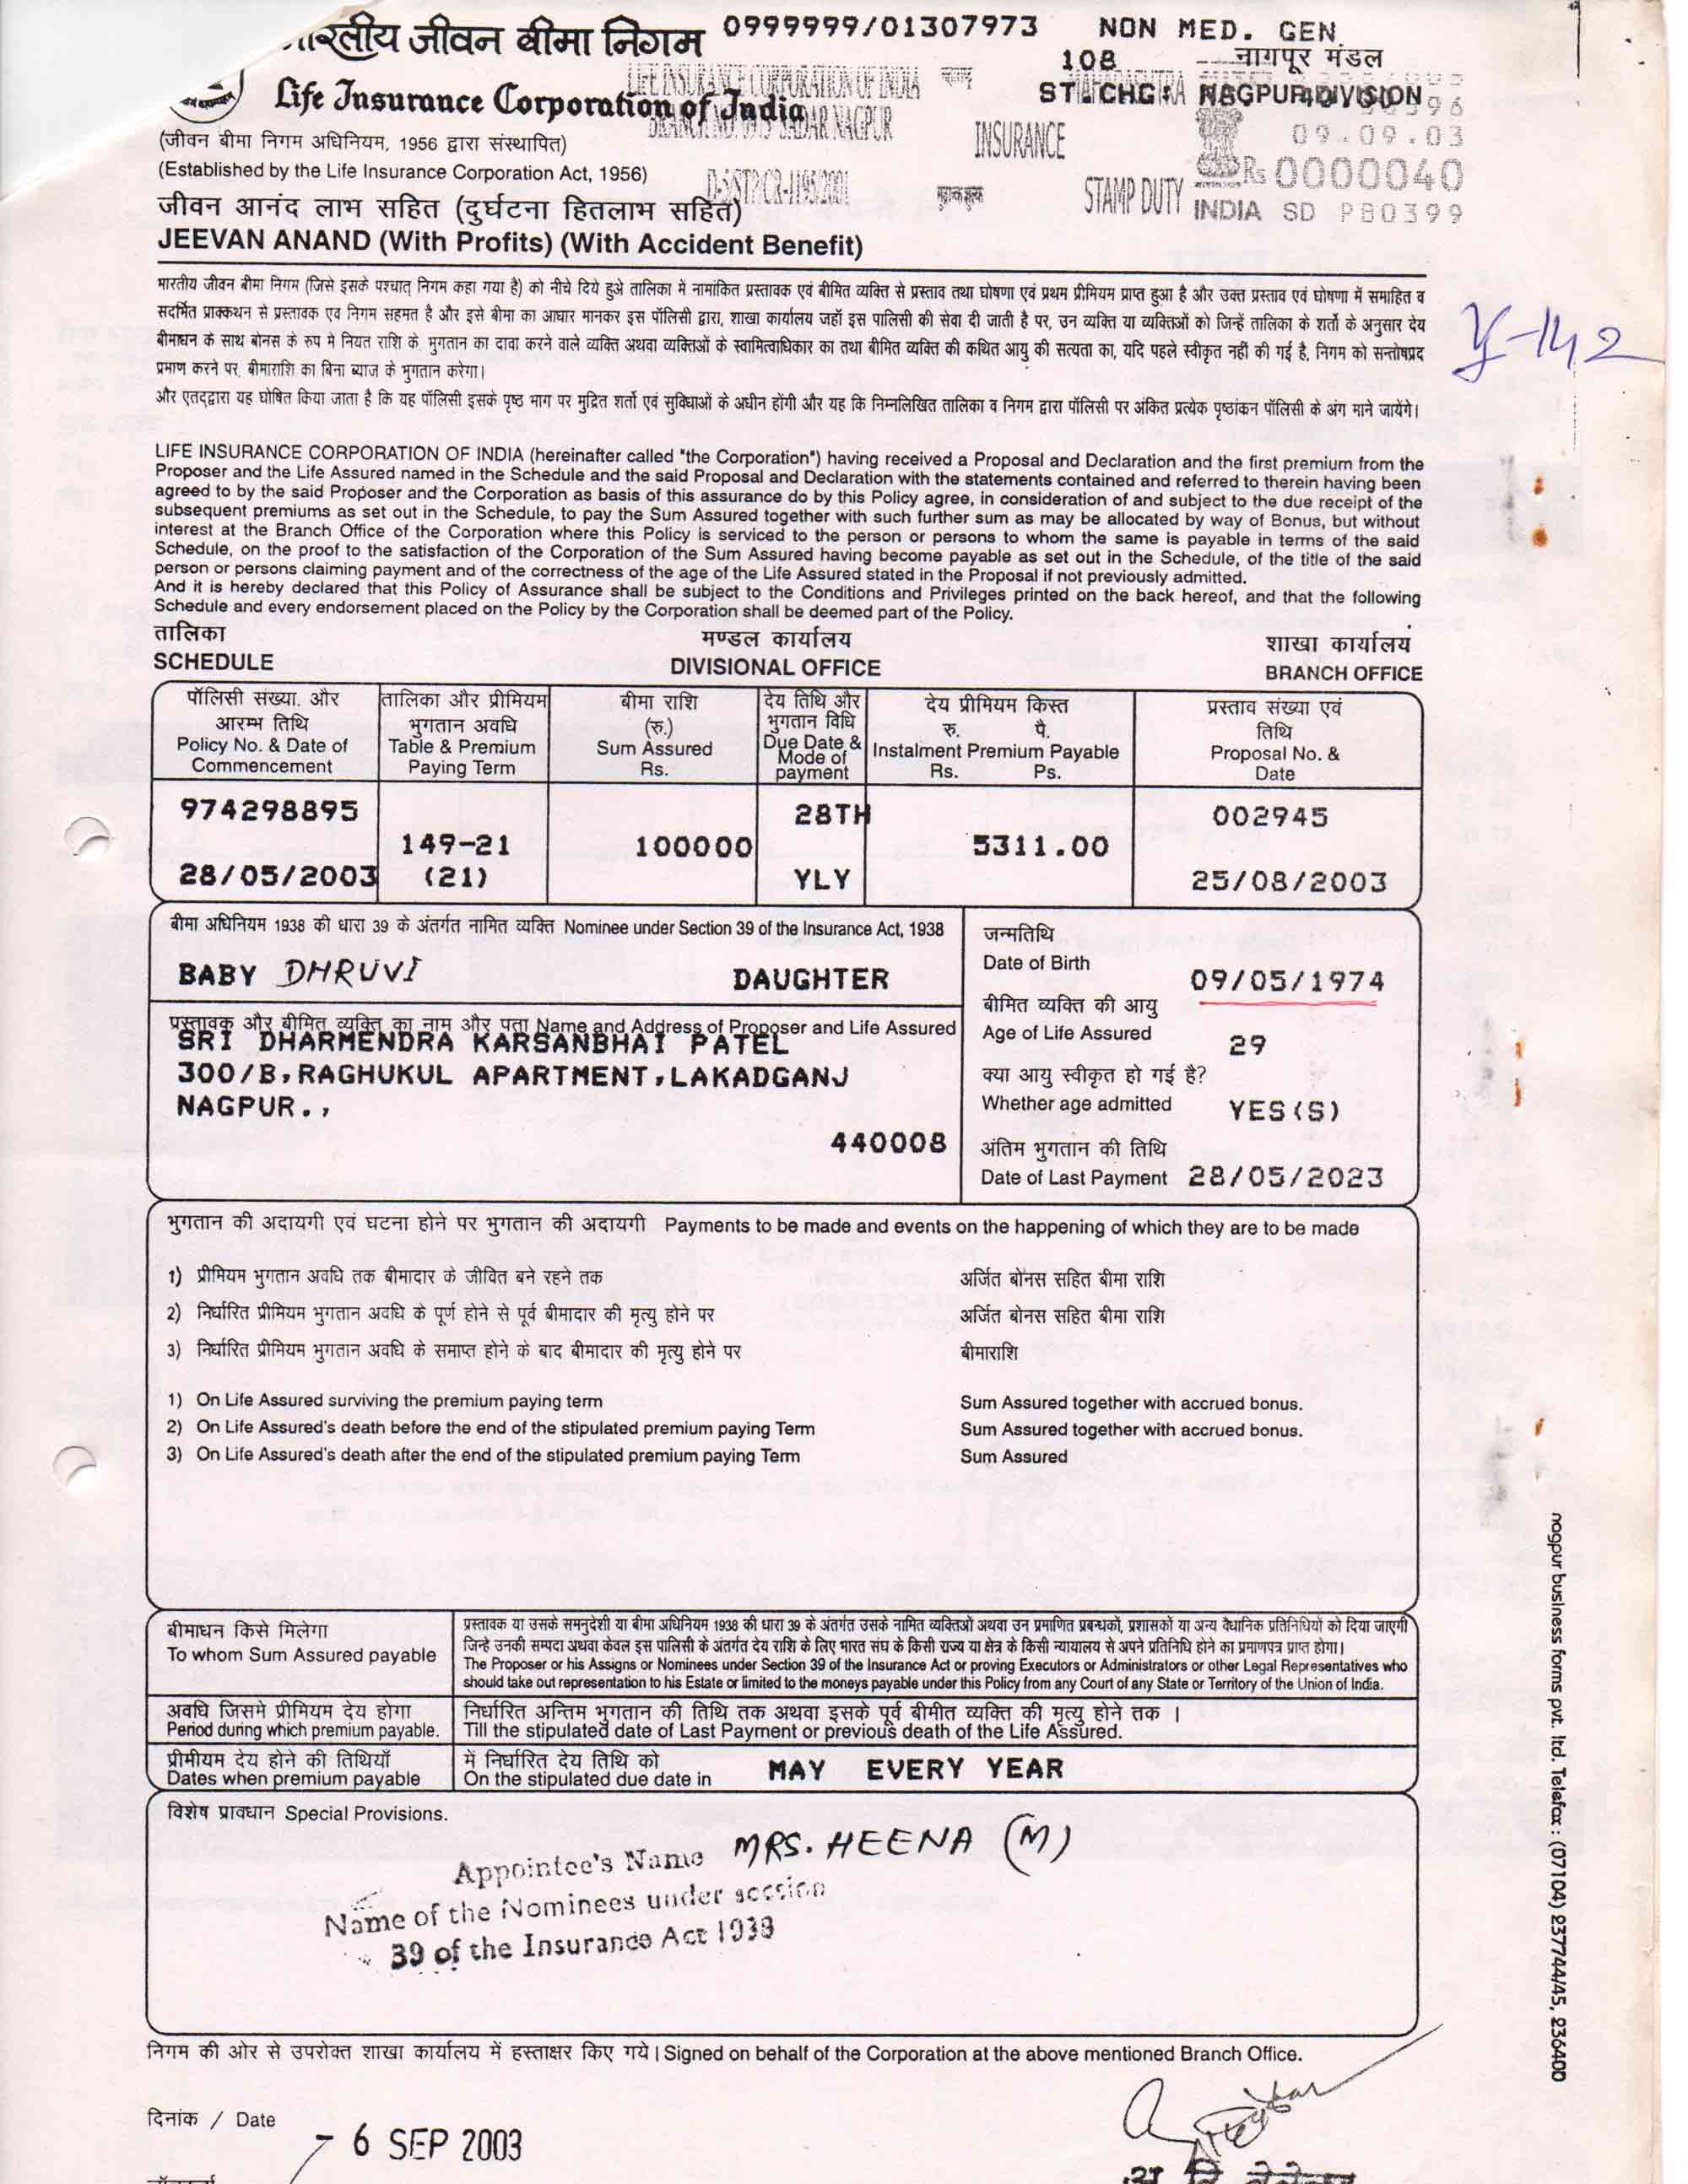 भारतीय जीवन बीमा निगम 0999999/01307973 NON MED. GEN.
108 नागपूर मंडल
LIFE INSURANCE CORPORATION OF INDIA
Life Insurance Corporation of India ST. CHG: NAGPUR DIVISION
BRANCH NO. SADAR NAGPUR
(जीवन बीमा निगम अधिनियम, 1956 द्वारा संस्थापित) INSURANCE 09.09.03
(Established by the Life Insurance Corporation Act, 1956) Rs 0000040
STAMP DUTY INDIA SD PB0399
जीवन आनंद लाभ सहित (दुर्घटना हितलाभ सहित)
JEEVAN ANAND (With Profits) (With Accident Benefit)
भारतीय जीवन बीमा निगम (जिसे इसके पश्चात् निगम कहा गया है) को नीचे दिये हुअे तालिका मे नामांकित प्रस्तावक एवं बीमित व्यक्ति से प्रस्ताव तथा घोषणा एवं प्रथम प्रीमियम प्राप्त हुआ है और उक्त प्रस्ताव एवं घोषणा में समाहित व
सदर्भित प्राक्कथन से प्रस्तावक एव निगम सहमत है और इसे बीमा का आधार मानकर इस पॉलिसी द्वारा, शाखा कार्यालय जहाँ इस पालिसी की सेवा दी जाती है पर, उन व्यक्ति या व्यक्तिओं को जिन्हें तालिका के शर्तो के अनुसार देय
बीमाधन के साथ बोनस के रुप मे नियत राशि के, भुगतान का दावा करने वाले व्यक्ति अथवा व्यक्तिओं के स्वामित्वाधिकार का तथा बीमित व्यक्ति की कथित आयु की सत्यता का, यदि पहले स्वीकृत नहीं की गई है, निगम को सन्तोषप्रद
प्रमाण करने पर, बीमाराशि का बिना ब्याज के भुगतान करेगा।
और एतद्द्वारा यह घोषित किया जाता है कि यह पॉलिसी इसके पृष्ठ भाग पर मुद्रित शर्तो एवं सुविधाओं के अधीन होंगी और यह कि निम्नलिखित तालिका व निगम द्वारा पॉलिसी पर अंकित प्रत्येक पृष्ठांकन पॉलिसी के अंग माने जायेंगे।
LIFE INSURANCE CORPORATION OF INDIA (hereinafter called "the Corporation") having received a Proposal and Declaration and the first premium from the
Proposer and the Life Assured named in the Schedule and the said Proposal and Declaration with the statements contained and referred to therein having been
agreed to by the said Proposer and the Corporation as basis of this assurance do by this Policy agree, in consideration of and subject to the due receipt of the
subsequent premiums as set out in the Schedule, to pay the Sum Assured together with such further sum as may be allocated by way of Bonus, but without
interest at the Branch Office of the Corporation where this Policy is serviced to the person or persons to whom the same is payable in terms of the said
Schedule, on the proof to the satisfaction of the Corporation of the Sum Assured having become payable as set out in the Schedule, of the title of the said
person or persons claiming payment and of the correctness of the age of the Life Assured stated in the Proposal if not previously admitted.
And it is hereby declared that this Policy of Assurance shall be subject to the Conditions and Privileges printed on the back hereof, and that the following
Schedule and every endorsement placed on the Policy by the Corporation shall be deemed part of the Policy.
तालिका मण्डल कार्यालय शाखा कार्यालय
SCHEDULE DIVISIONAL OFFICE BRANCH OFFICE
पॉलिसी संख्या. और आरम्भ तिथि
Policy No. & Date of Commencement
तालिका और प्रीमियम भुगतान अवधि
Table & Premium Paying Term
बीमा राशि (रु.)
Sum Assured Rs.
देय तिथि और भुगतान विधि
Due Date & Mode of payment
देय प्रीमियम किस्त रु. पै.
Instalment Premium Payable Rs. Ps.
प्रस्ताव संख्या एवं तिथि
Proposal No. & Date
974298895 28TH 002945
149-21 100000 5311.00
28/05/2003 (21) YLY 25/08/2003
बीमा अधिनियम 1938 की धारा 39 के अंतर्गत नामित व्यक्ति Nominee under Section 39 of the Insurance Act, 1938
BABY DHRUVI DAUGHTER
प्रस्तावक और बीमित व्यक्ति का नाम और पता Name and Address of Proposer and Life Assured
SRI DHARMENDRA KARSANBHAI PATEL
300/B,RAGHUKUL APARTMENT,LAKADGANJ
NAGPUR.,
440008
जन्मतिथि
Date of Birth 09/05/1974
बीमित व्यक्ति की आयु
Age of Life Assured 29
क्या आयु स्वीकृत हो गई है?
Whether age admitted YES(S)
अंतिम भुगतान की तिथि
Date of Last Payment 28/05/2023
भुगतान की अदायगी एवं घटना होने पर भुगतान की अदायगी Payments to be made and events on the happening of which they are to be made
1) प्रीमियम भुगतान अवधि तक बीमादार के जीवित बने रहने तक अर्जित बोनस सहित बीमा राशि
2) निर्धारित प्रीमियम भुगतान अवधि के पूर्ण होने से पूर्व बीमादार की मृत्यु होने पर अर्जित बोनस सहित बीमा राशि
3) निर्धारित प्रीमियम भुगतान अवधि के समाप्त होने के बाद बीमादार की मृत्यु होने पर बीमाराशि
1) On Life Assured surviving the premium paying term Sum Assured together with accrued bonus.
2) On Life Assured's death before the end of the stipulated premium paying Term Sum Assured together with accrued bonus.
3) On Life Assured's death after the end of the stipulated premium paying Term Sum Assured
बीमाधन किसे मिलेगा
To whom Sum Assured payable
प्रस्तावक या उसके समनुदेशी या बीमा अधिनियम 1938 की धारा 39 के अंतर्गत उसके नामित व्यक्तिओं अथवा उन प्रमाणित प्रबन्धकों, प्रशासकों या अन्य वैधानिक प्रतिनिधियों को दिया जाएगी
जिन्हे उनकी सम्पदा अथवा केवल इस पालिसी के अंतर्गत देय राशि के लिए भारत संघ के किसी राज्य या क्षेत्र के किसी न्यायालय से अपने प्रतिनिधि होने का प्रमाणपत्र प्राप्त होगा।
The Proposer or his Assigns or Nominees under Section 39 of the Insurance Act or proving Executors or Administrators or other Legal Representatives who
should take out representation to his Estate or limited to the moneys payable under this Policy from any Court of any State or Territory of the Union of India.
अवधि जिसमे प्रीमियम देय होगा
Period during which premium payable.
निर्धारित अन्तिम भुगतान की तिथि तक अथवा इसके पूर्व बीमीत व्यक्ति की मृत्यु होने तक ।
Till the stipulated date of Last Payment or previous death of the Life Assured.
प्रीमीयम देय होने की तिथियाँ
Dates when premium payable
में निर्धारित देय तिथि को
On the stipulated due date in MAY EVERY YEAR
विशेष प्रावधान Special Provisions.
Appointee's Name MRS. HEENA (M)
Name of the Nominees under section
39 of the Insurance Act 1938
निगम की ओर से उपरोक्त शाखा कार्यालय में हस्ताक्षर किए गये। Signed on behalf of the Corporation at the above mentioned Branch Office.
दिनांक / Date
6 SEP 2003
nagpur business forms pvt. ltd. Telefax : (07104) 237744/45, 236400